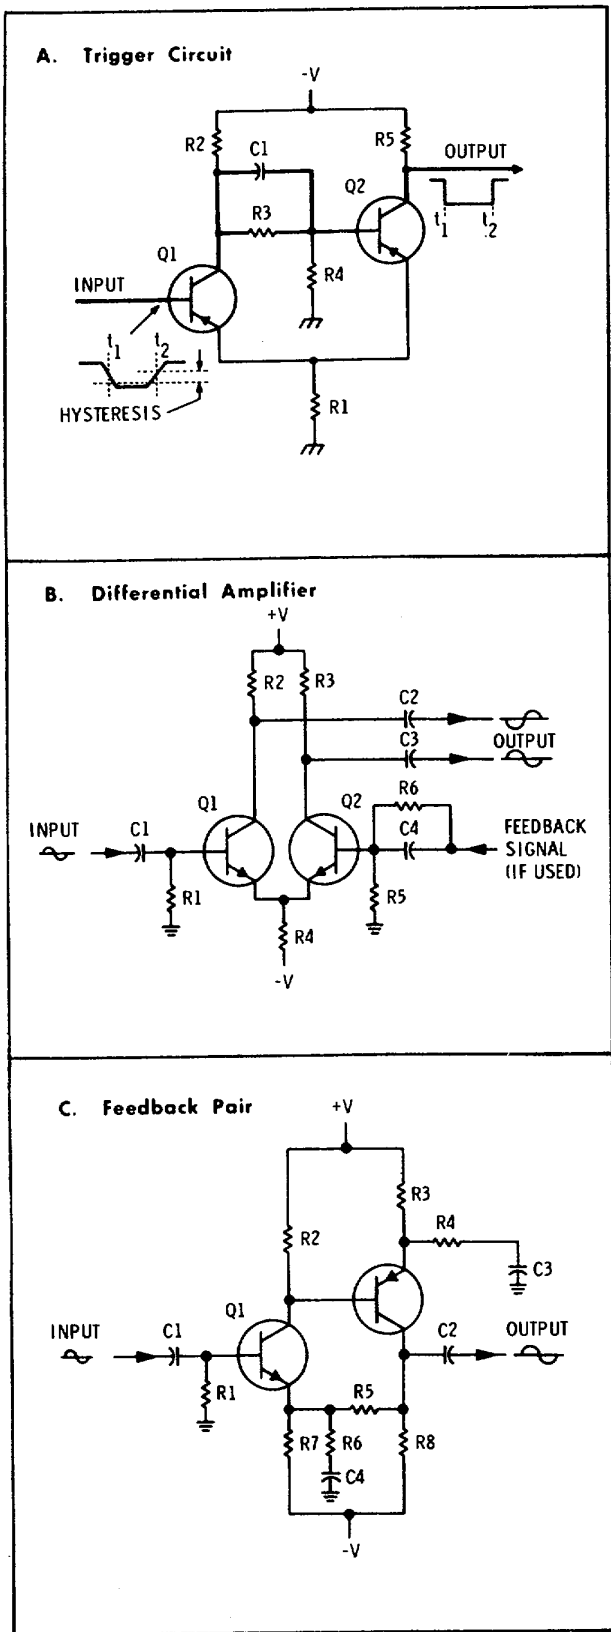 A. Trigger Circuit
-V
R2
C1
R5
OUTPUT
Q2
t1
t2
R3
Q1
R4
INPUT
t1 t2
HYSTERESIS
R1
B. Differential Amplifier
+V
R2 R3
C2
C3 OUTPUT
R6
Q1 Q2
INPUT C1 C4 FEEDBACK
SIGNAL
(IF USED)
R1 R5
R4
-V
C. Feedback Pair
+V
R3
R4
R2
C3
Q1
INPUT C1 C2 OUTPUT
R1
R5
R7 R6 R8
C4
-V